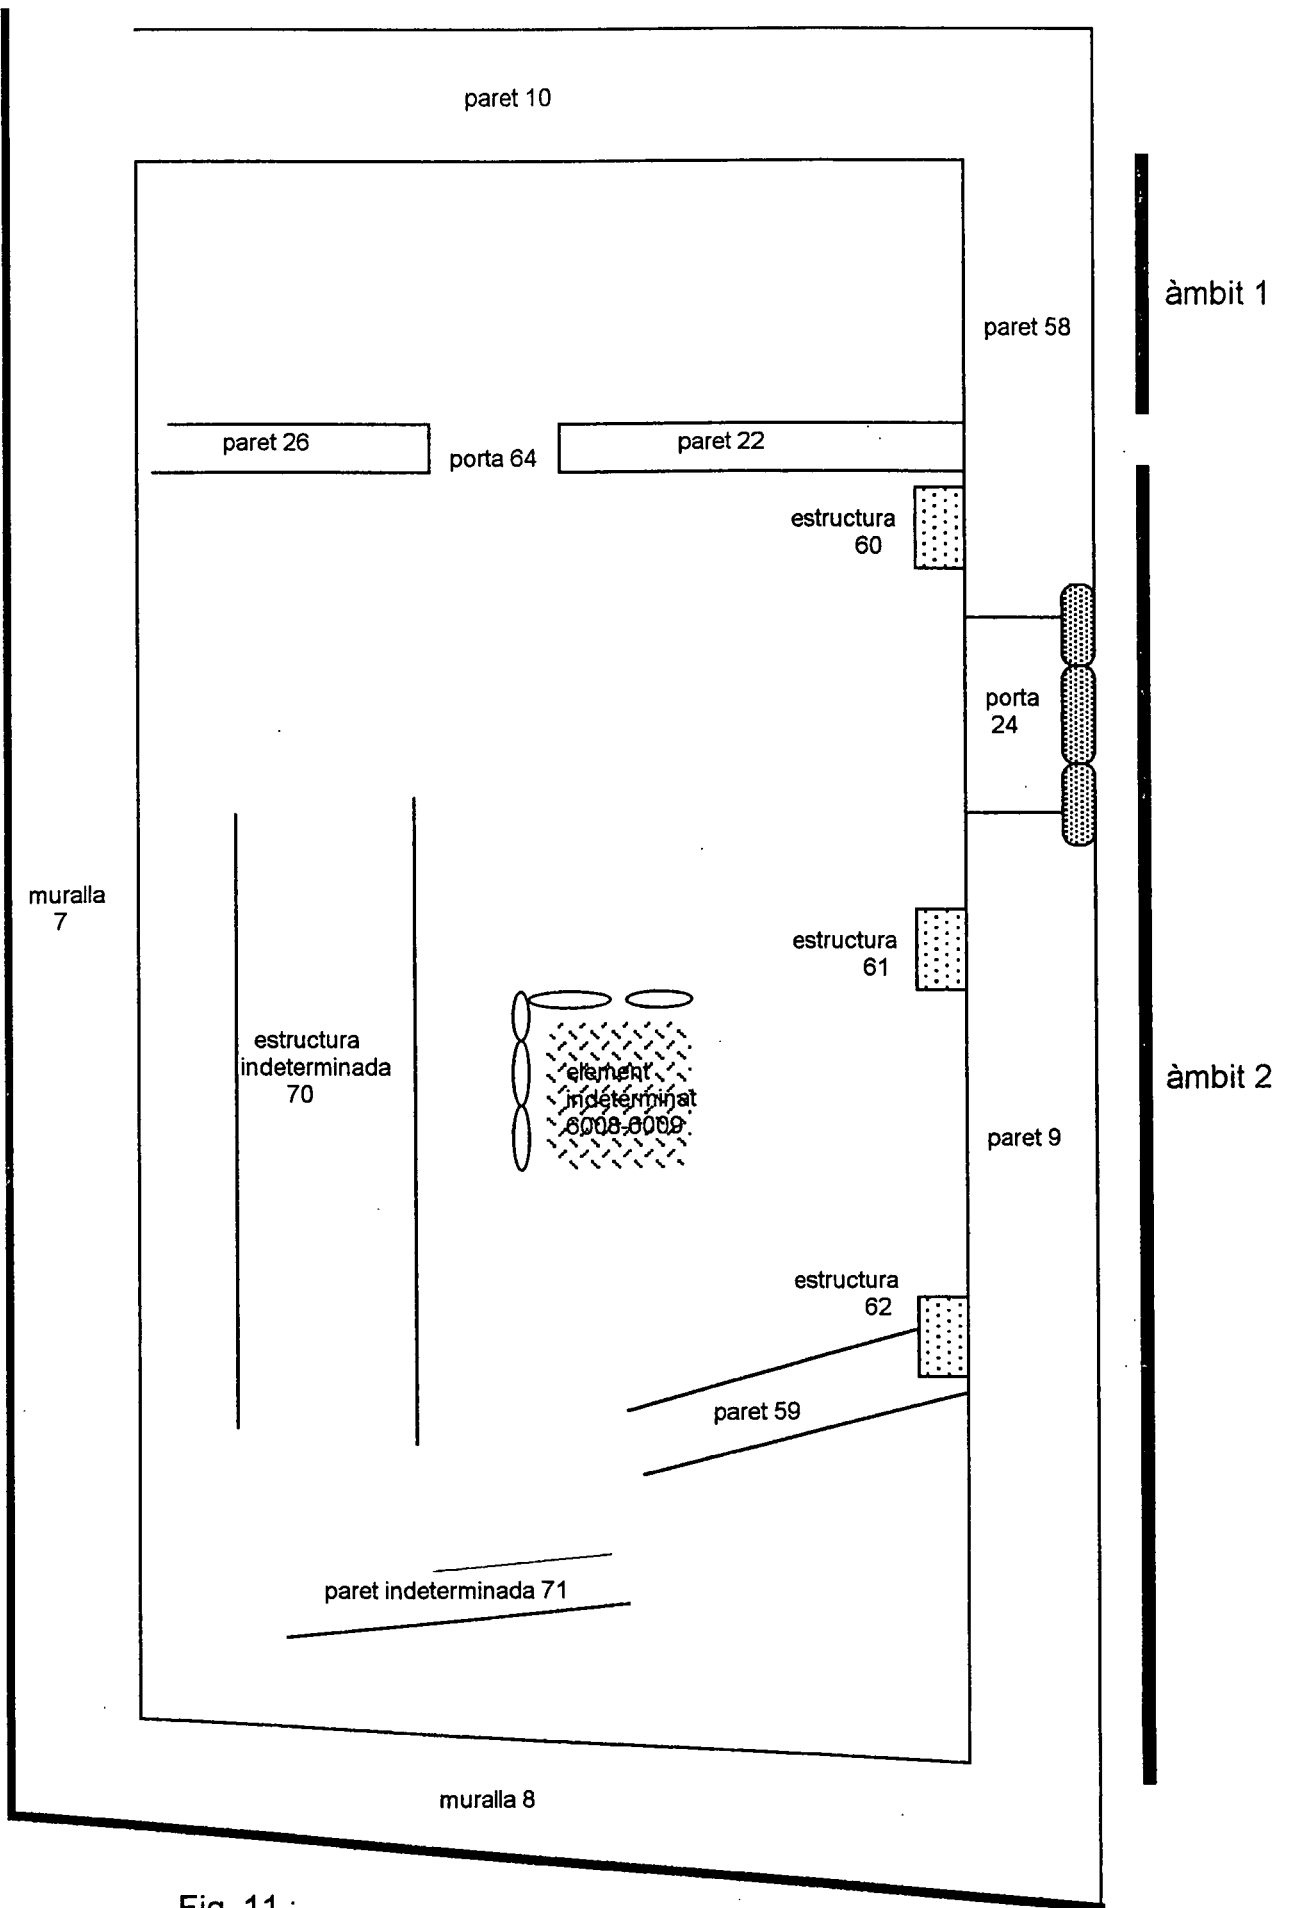 paret 10
àmbit 1
paret 58
paret 26
porta 64
paret 22
estructura
60
porta
24
muralla
7
estructura
61
estructura
indeterminada
70
element
indeterminat
6008-6009
àmbit 2
paret 9
estructura
62
paret 59
paret indeterminada 71
muralla 8
Fig. 11 :